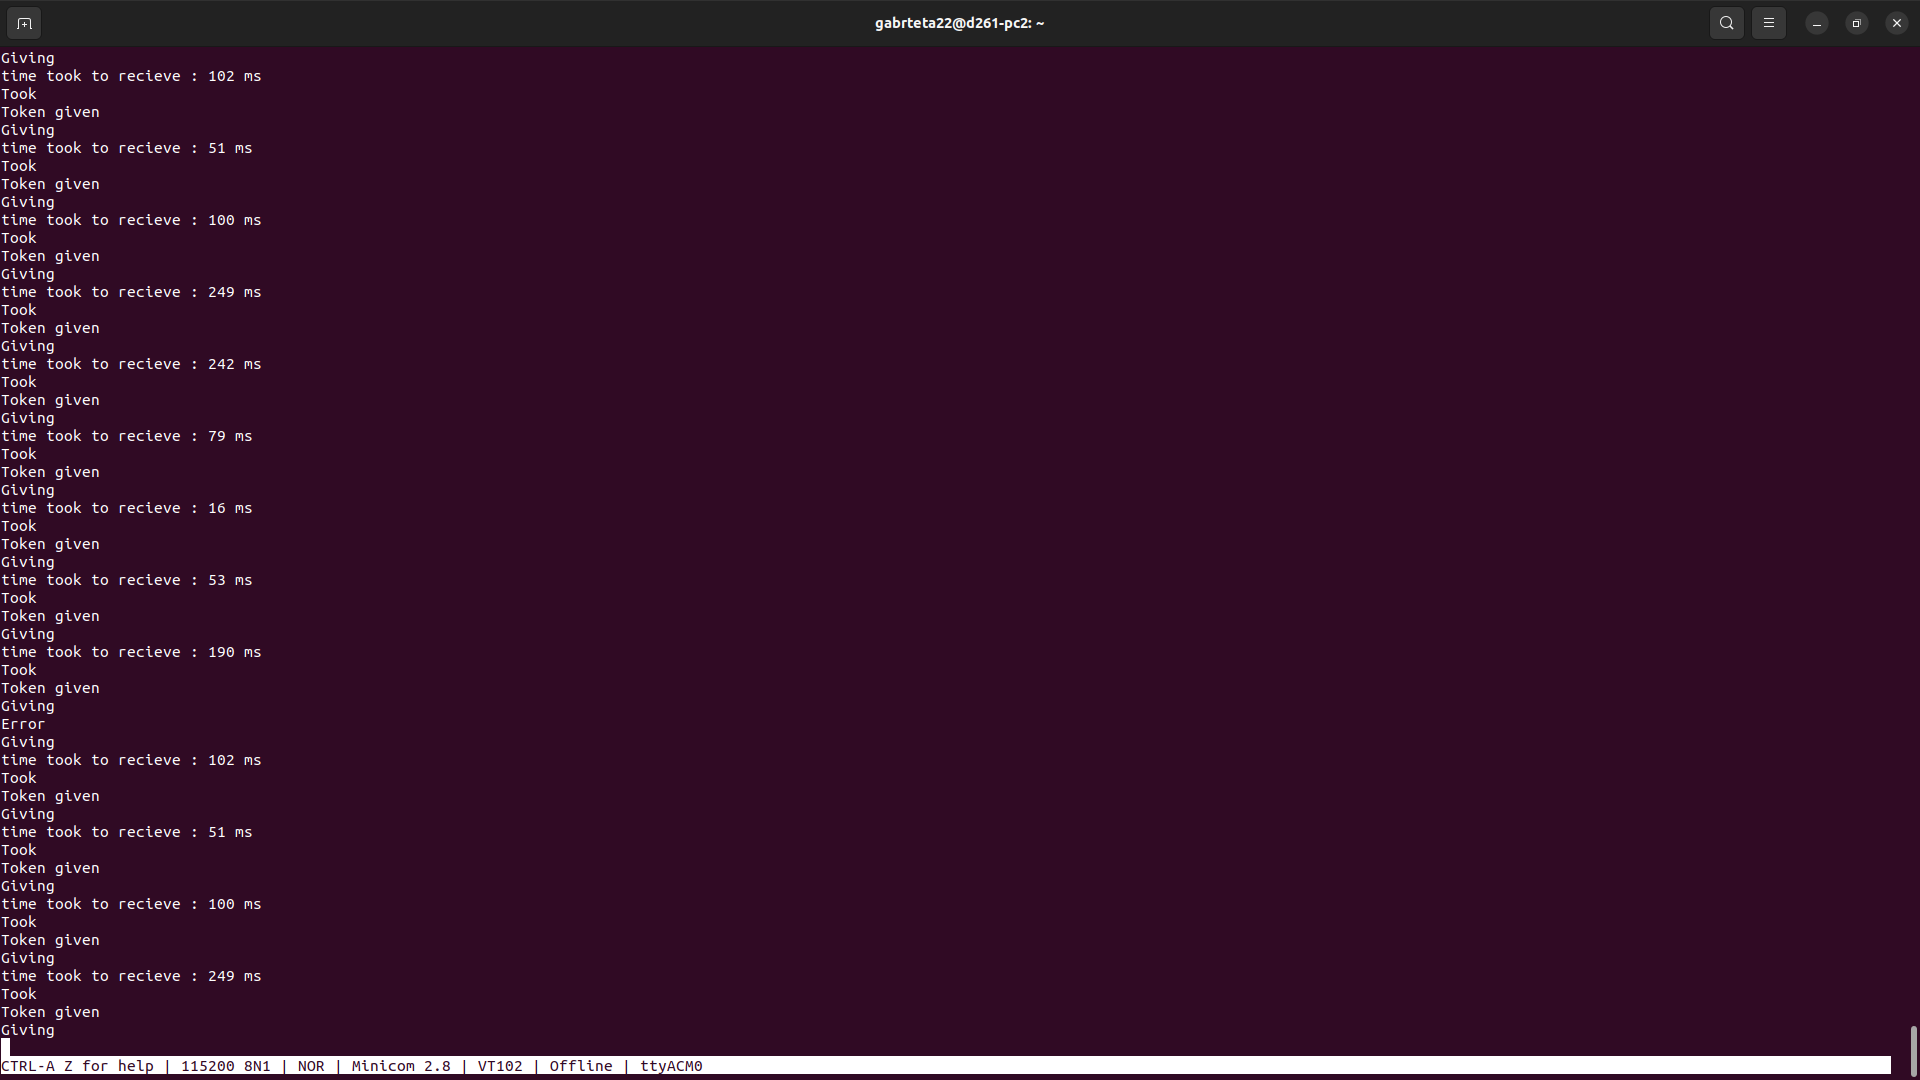 gabrteta22@d261-pc2: ~
Giving
time took to recieve : 102 ms
Took
Token given
Giving
time took to recieve : 51 ms
Took
Token given
Giving
time took to recieve : 100 ms
Took
Token given
Giving
time took to recieve : 249 ms
Took
Token given
Giving
time took to recieve : 242 ms
Took
Token given
Giving
time took to recieve : 79 ms
Took
Token given
Giving
time took to recieve : 16 ms
Took
Token given
Giving
time took to recieve : 53 ms
Took
Token given
Giving
time took to recieve : 190 ms
Took
Token given
Giving
Error
Giving
time took to recieve : 102 ms
Took
Token given
Giving
time took to recieve : 51 ms
Took
Token given
Giving
time took to recieve : 100 ms
Took
Token given
Giving
time took to recieve : 249 ms
Took
Token given
Giving
CTRL-A Z for help | 115200 8N1 | NOR | Minicom 2.8 | VT102 | Offline | ttyACM0